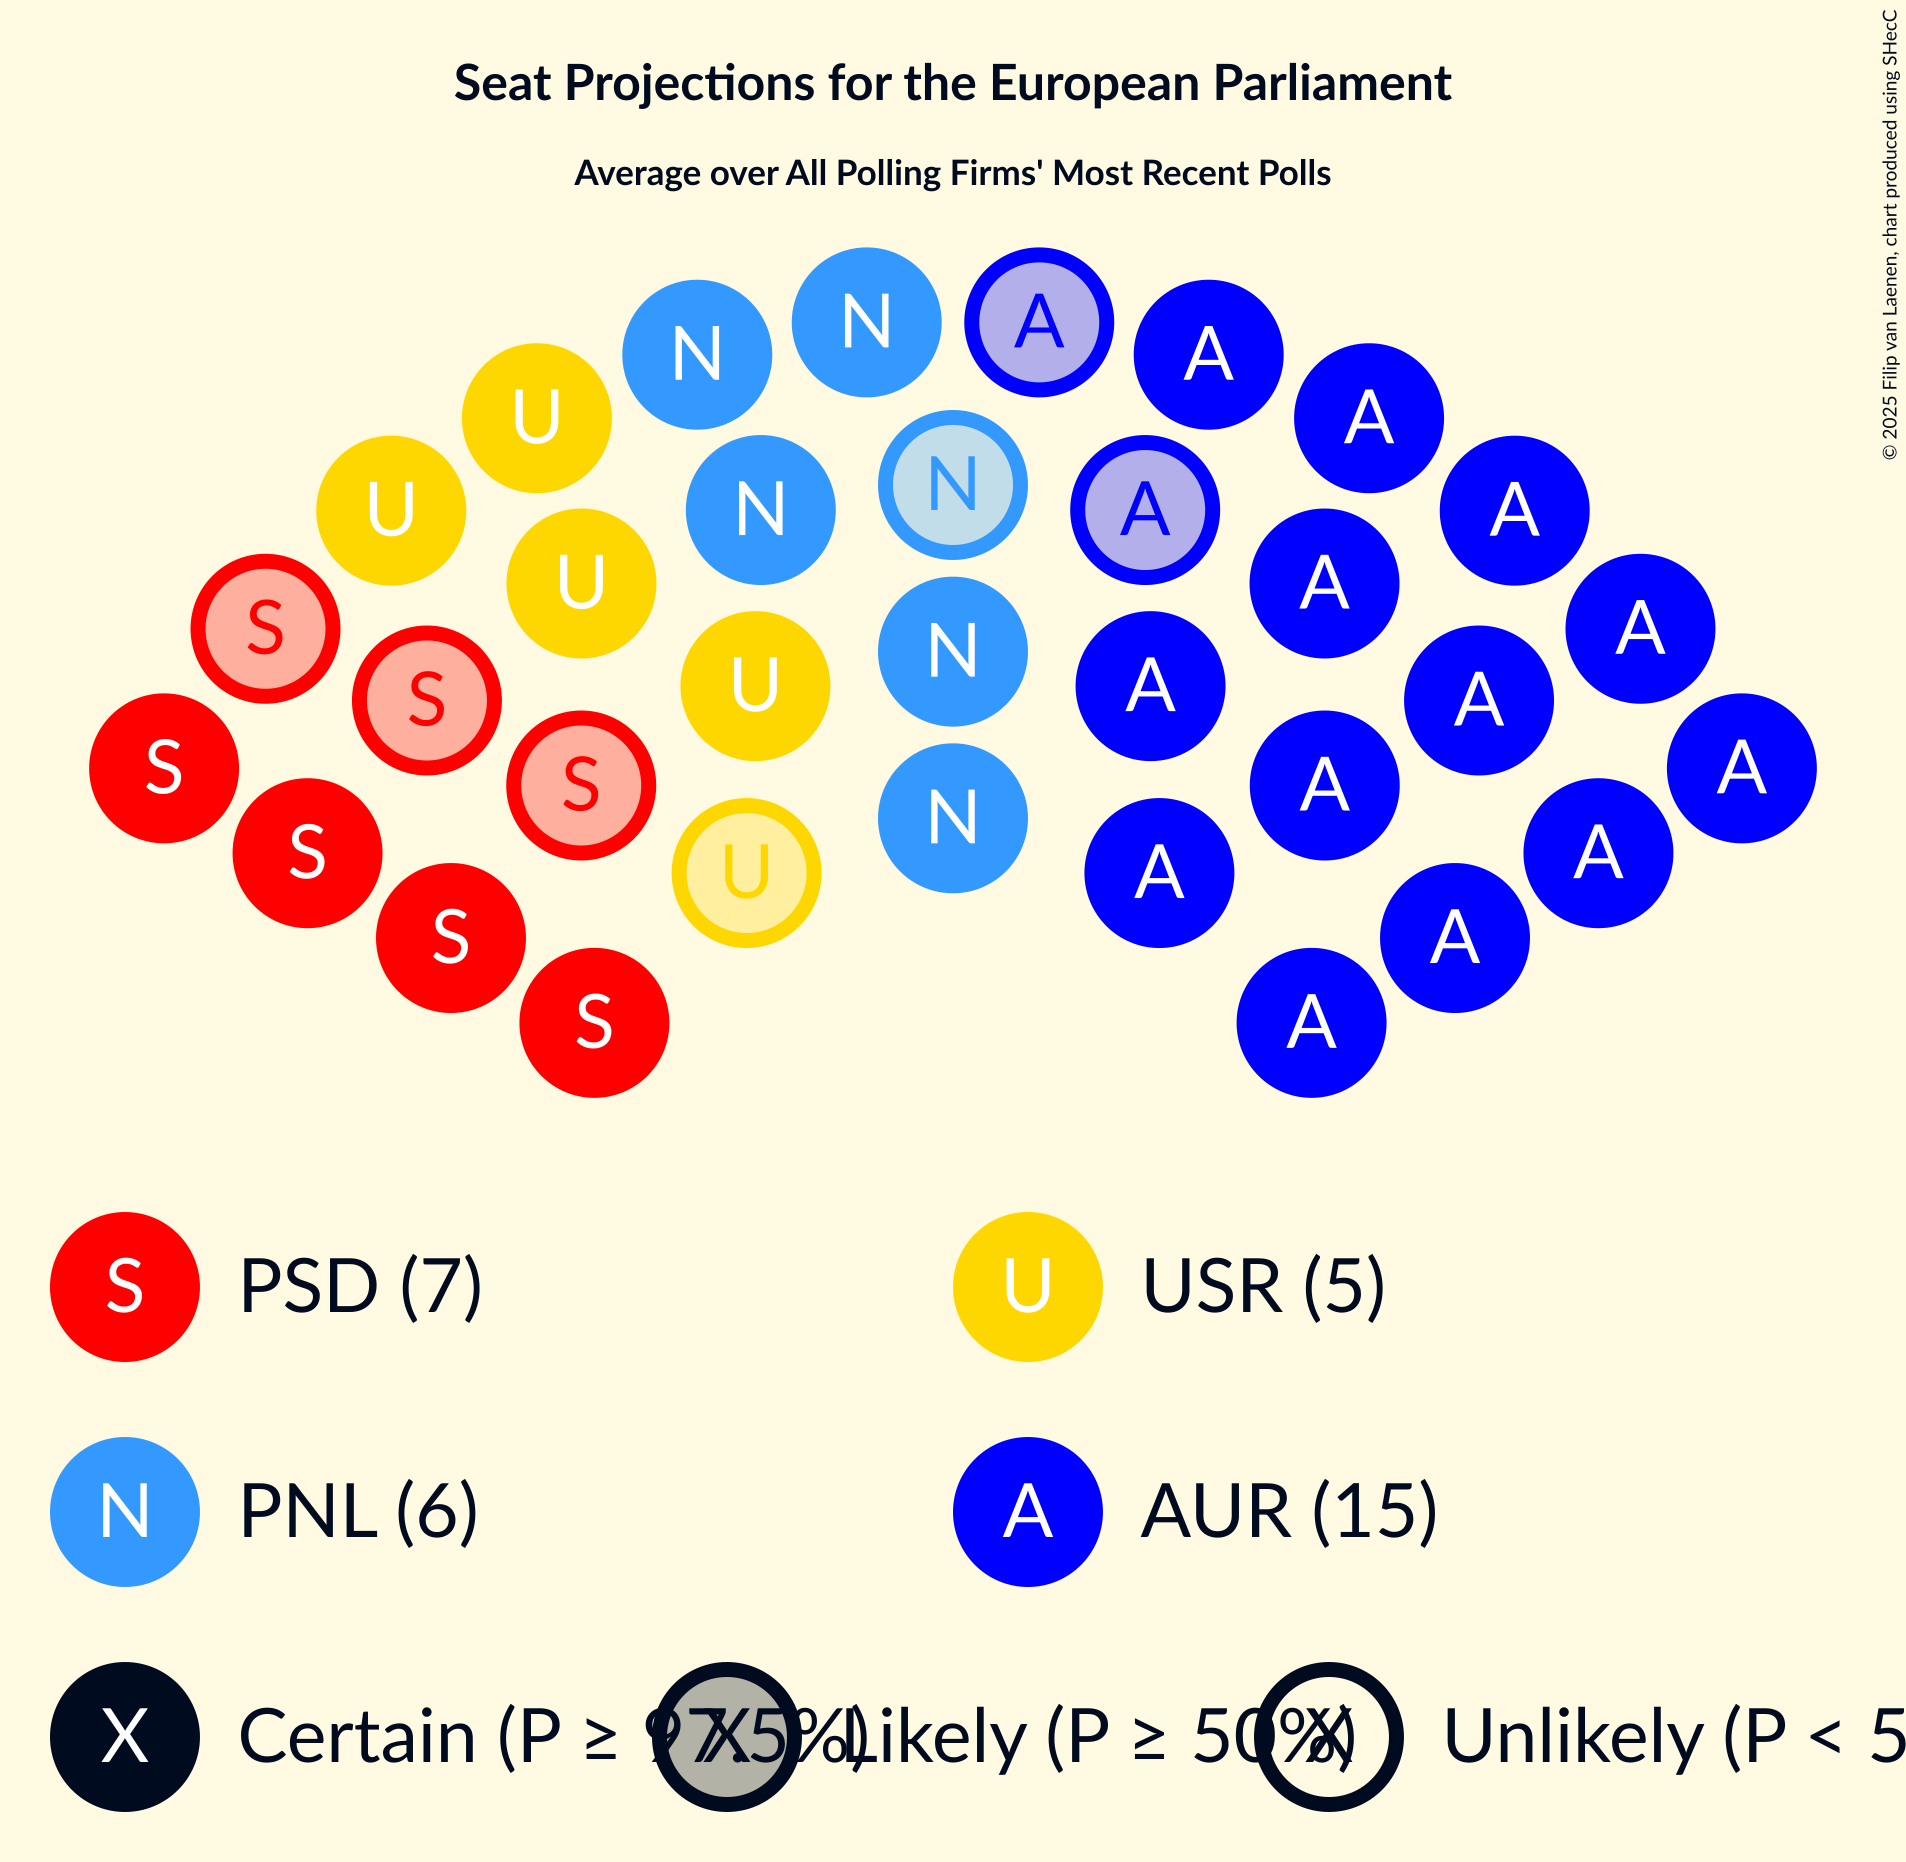 Seat Projections for the European Parliament
Average over All Polling Firms' Most Recent Polls
© 2025 Filip van Laenen, chart produced using SHecC
N N A
N A
U N A A
U N A
U A A
S U U N A A
S A A
S S A A
S N
S U A A
S A
S A
S PSD (7)
U USR (5)
N PNL (6)
A AUR (15)
X Certain (P ≥ 97.5%)
X Likely (P ≥ 50%)
X Unlikely (P < 5